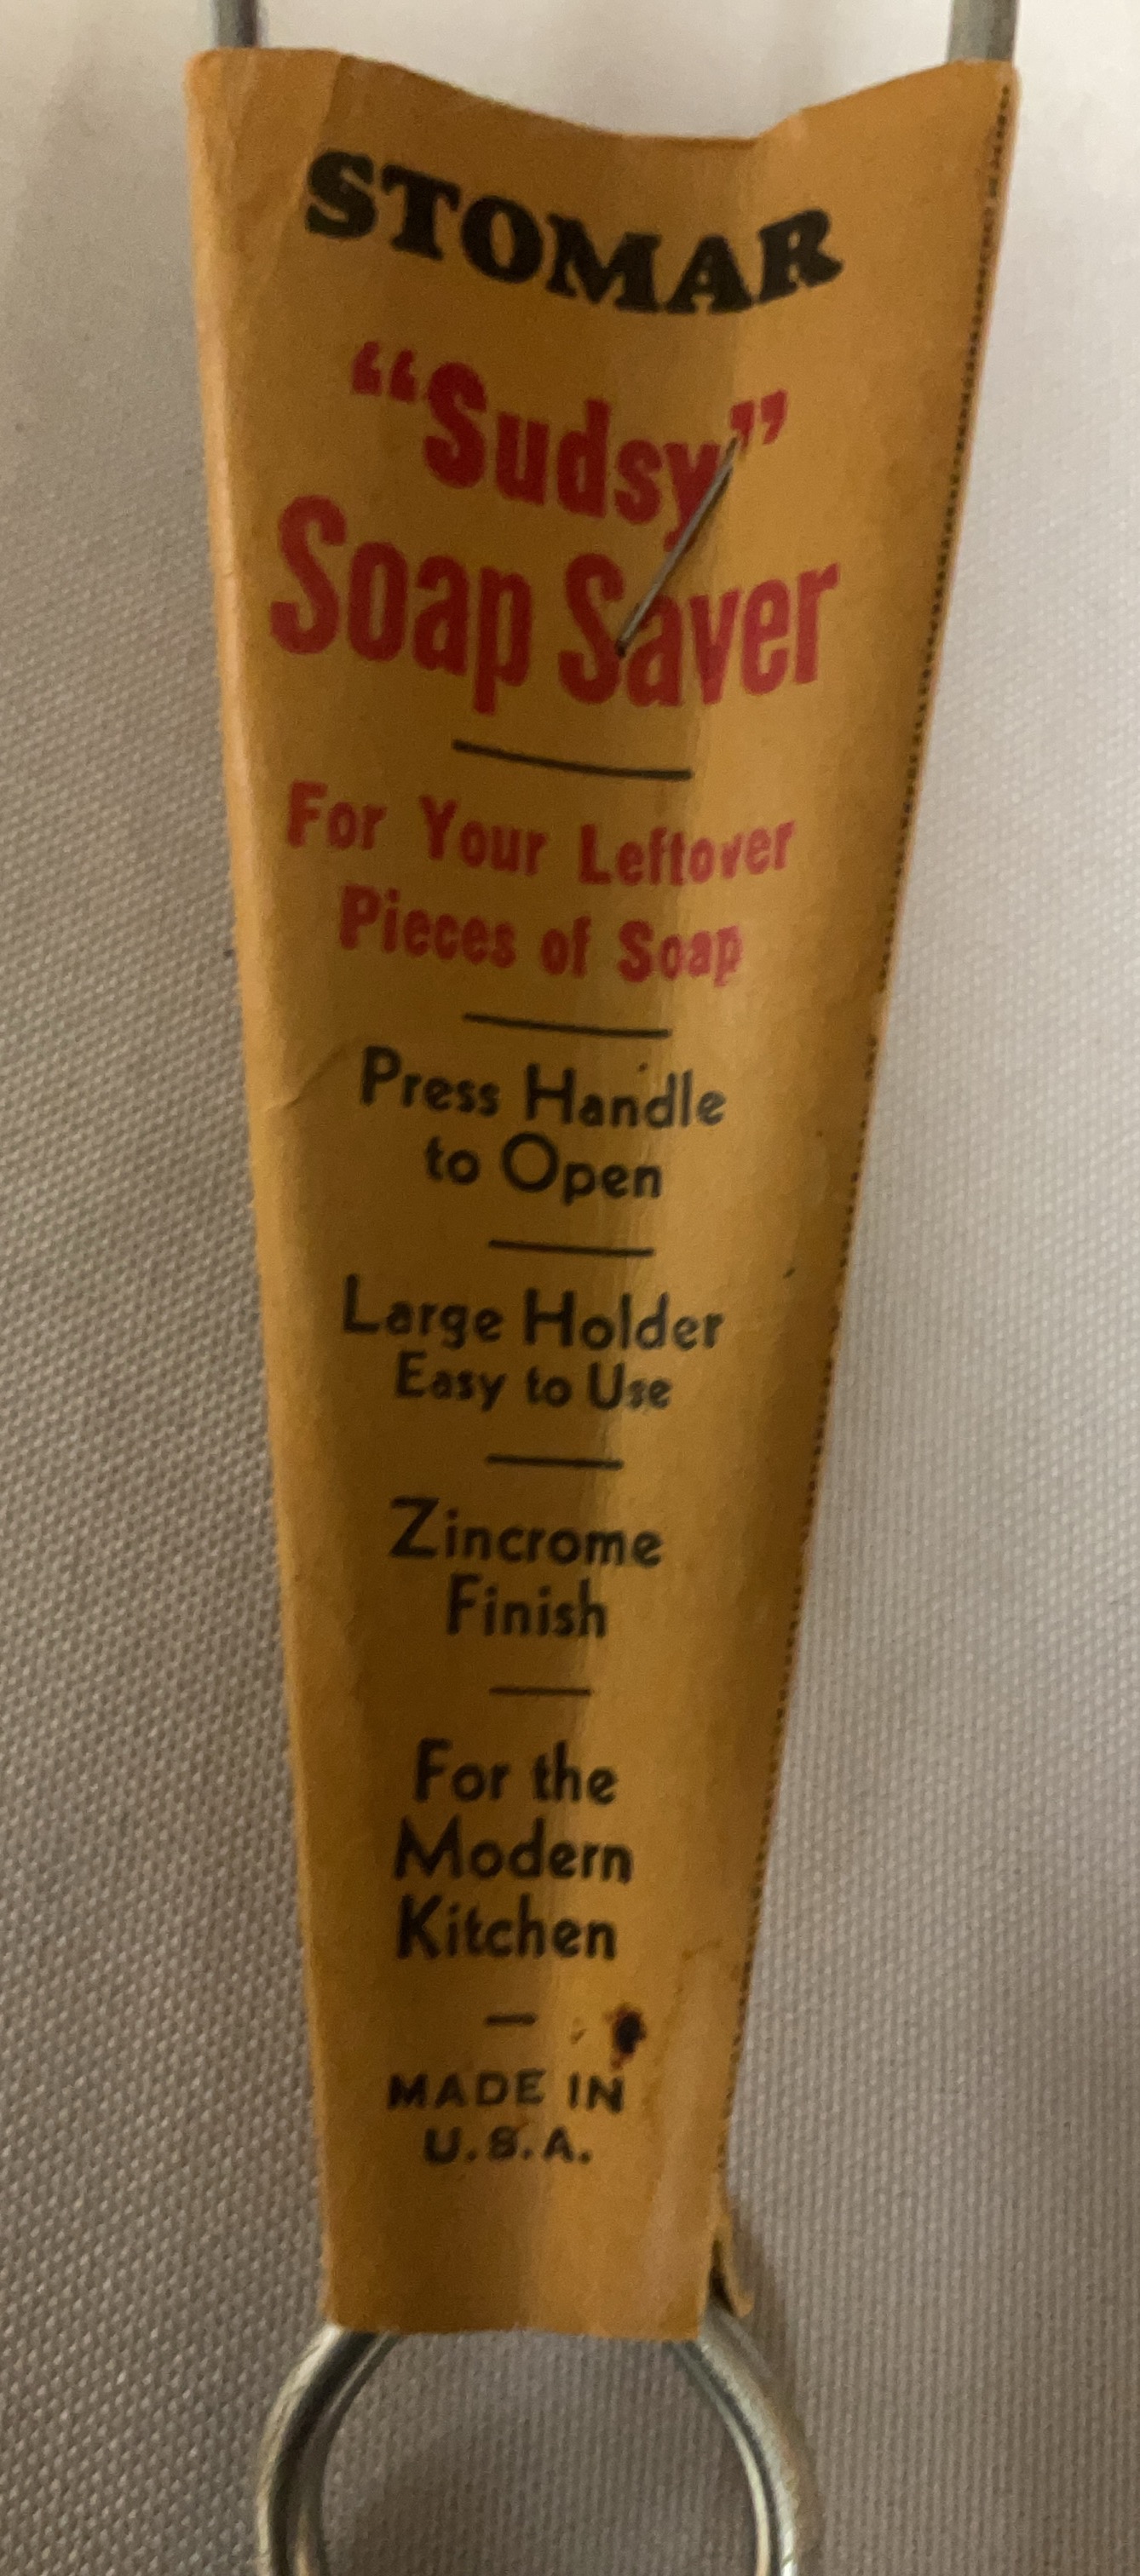 STOMAR
“Sudsy”
Soap Saver
For Your Leftover
Pieces of Soap
Press Handle
to Open
Large Holder
Easy to Use
Zincrome
Finish
For the
Modern
Kitchen
MADE IN
U.S.A.